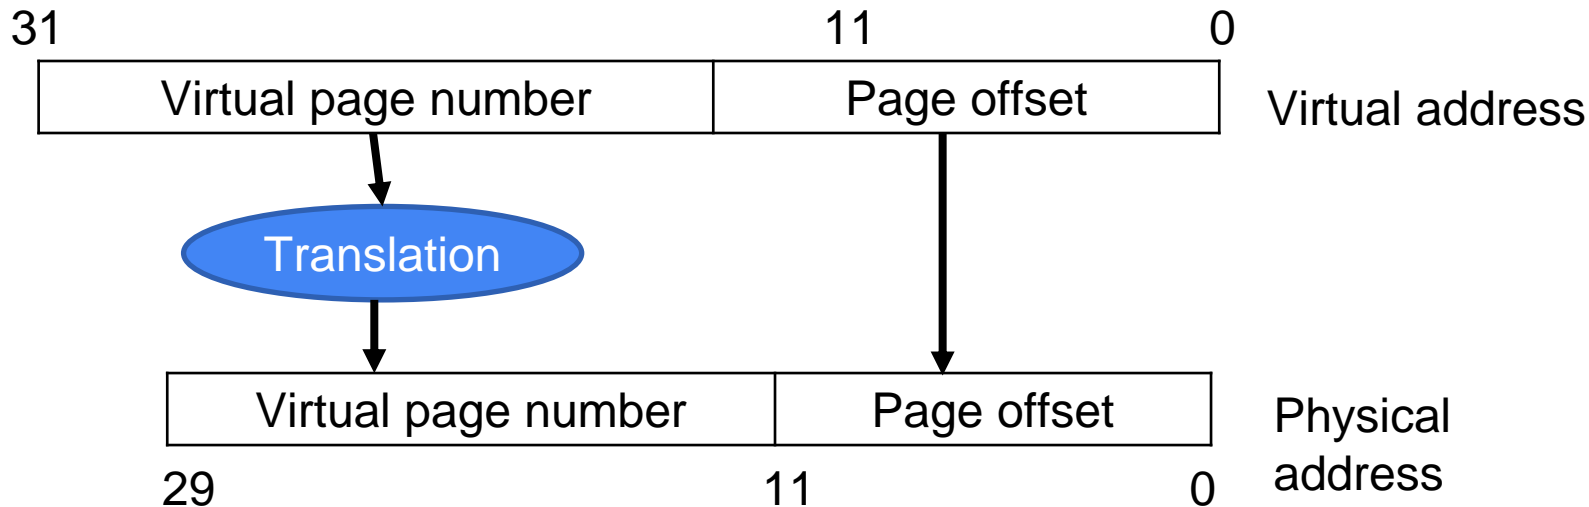 31 11 0
Virtual page number Page offset Virtual address
Translation
Virtual page number Page offset Physical
address
29 11 0